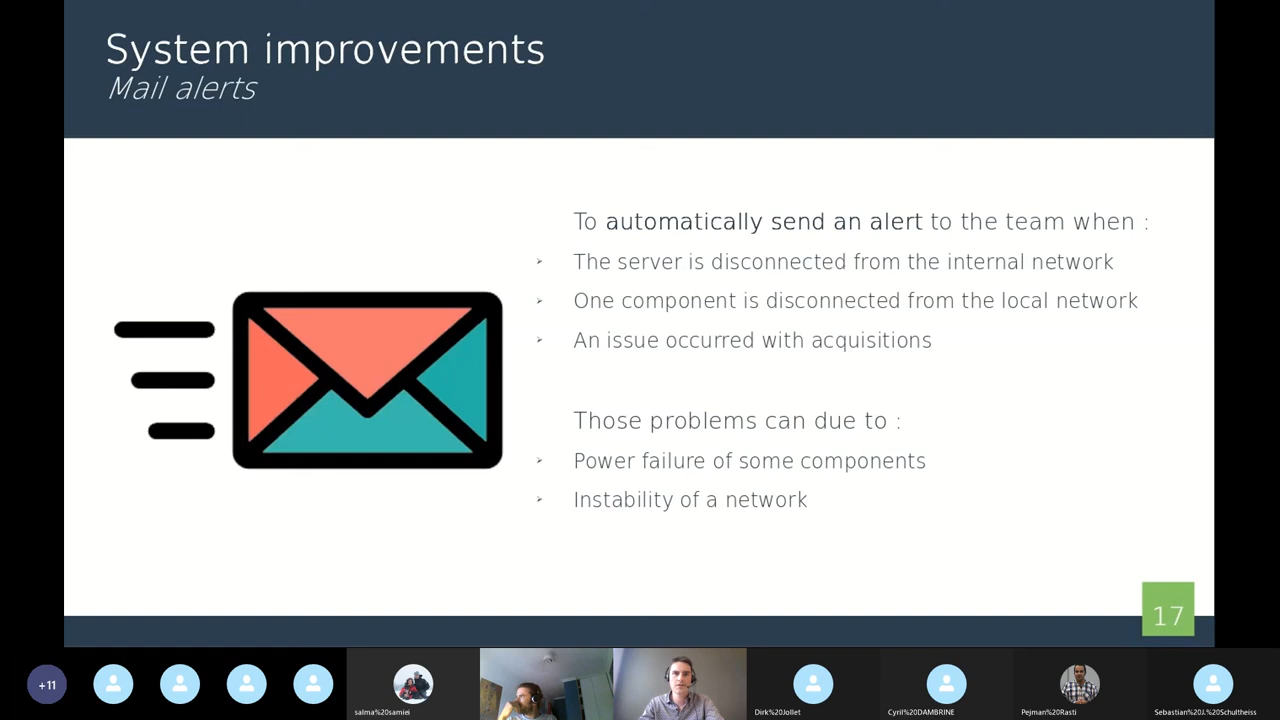 System improvements
Mail alerts
To automatically send an alert to the team when :
➢ The server is disconnected from the internal network
➢ One component is disconnected from the local network
➢ An issue occurred with acquisitions
Those problems can due to :
➢ Power failure of some components
➢ Instability of a network
17
+11
salma%20samiei
Dirk%20Jollet
Cyril%20DAMBRINE
Pejman%20Rasti
Sebastian%20J.%20Schultheiss